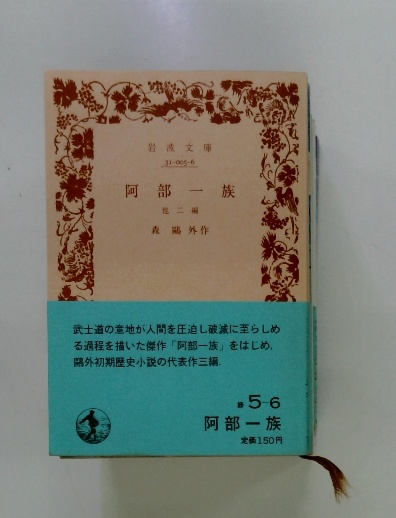 岩波文庫
31-005-6
阿部一族
他二編
森鷗外作
武士道の意地が人間を圧迫し破滅に至らしめ
る過程を描いた傑作「阿部一族」をはじめ,
鷗外初期歴史小説の代表作三編.
緑 5-6
阿部一族
定価150円